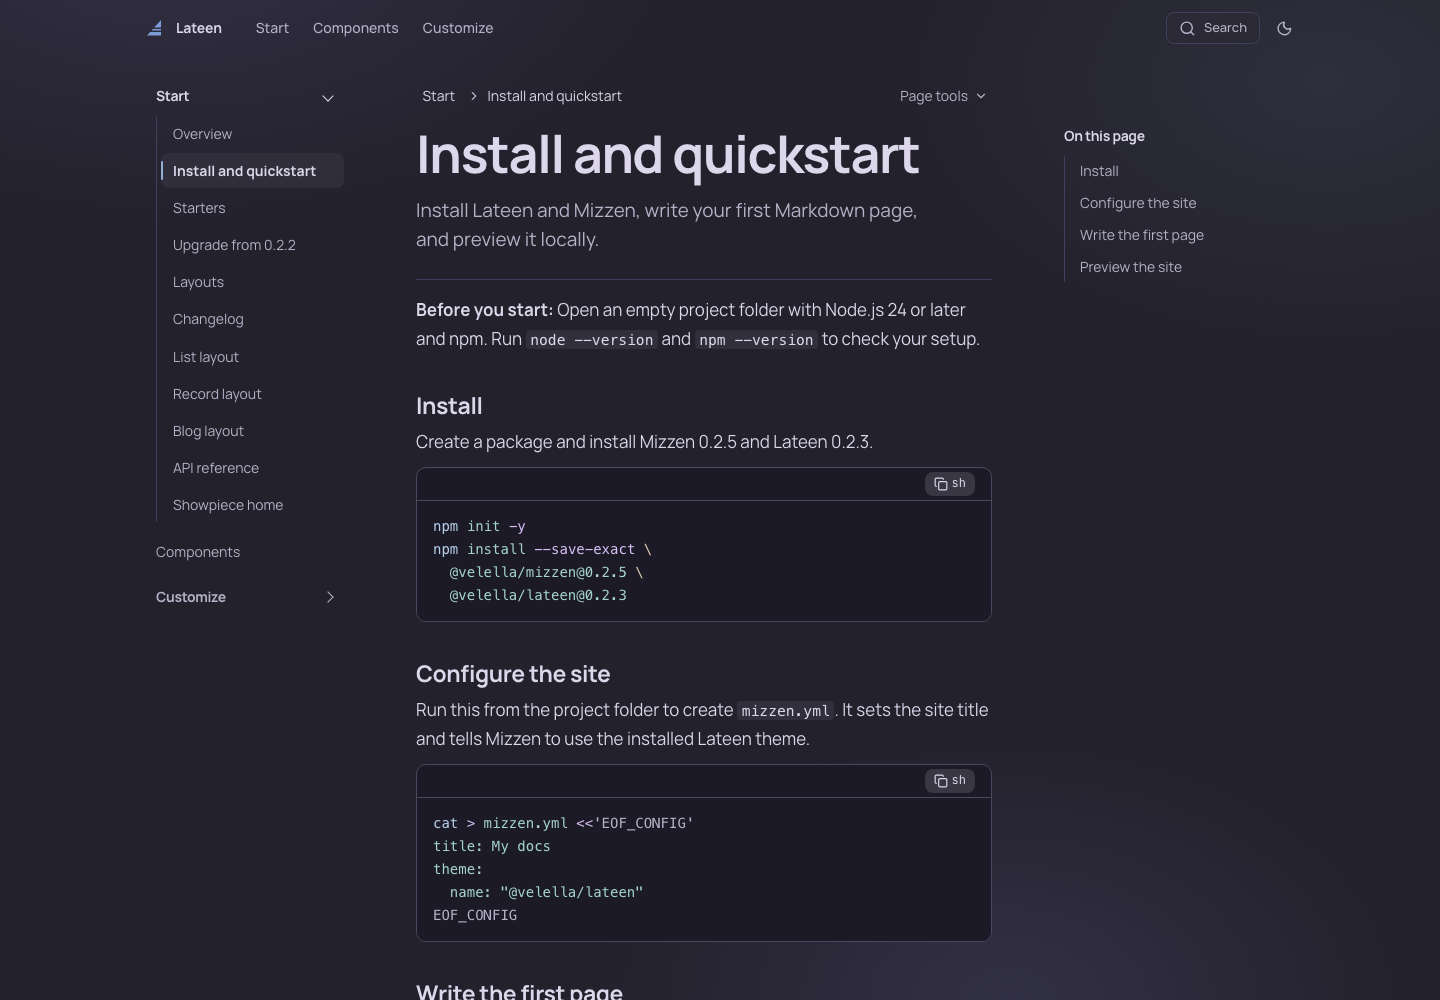 Lateen
Start
Components
Customize
Search
Start
Overview
Install and quickstart
Starters
Upgrade from 0.2.2
Layouts
Changelog
List layout
Record layout
Blog layout
API reference
Showpiece home
Components
Customize
Start > Install and quickstart
Page tools
Install and quickstart
Install Lateen and Mizzen, write your first Markdown page,
and preview it locally.
Before you start: Open an empty project folder with Node.js 24 or later
and npm. Run node --version and npm --version to check your setup.
Install
Create a package and install Mizzen 0.2.5 and Lateen 0.2.3.
sh
npm init -y
npm install --save-exact \
  @velella/mizzen@0.2.5 \
  @velella/lateen@0.2.3
Configure the site
Run this from the project folder to create mizzen.yml. It sets the site title
and tells Mizzen to use the installed Lateen theme.
sh
cat > mizzen.yml <<'EOF_CONFIG'
title: My docs
theme:
  name: "@velella/lateen"
EOF_CONFIG
Write the first page
On this page
Install
Configure the site
Write the first page
Preview the site